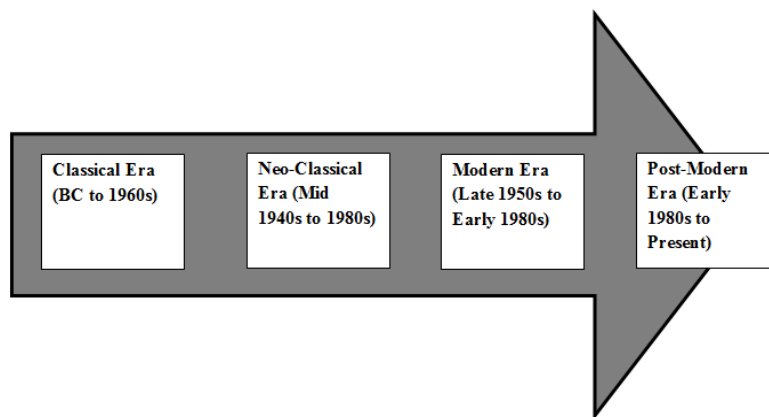 Classical Era
(BC to 1960s)
Neo-Classical
Era (Mid
1940s to 1980s)
Modern Era
(Late 1950s to
Early 1980s)
Post-Modern
Era (Early
1980s to
Present)